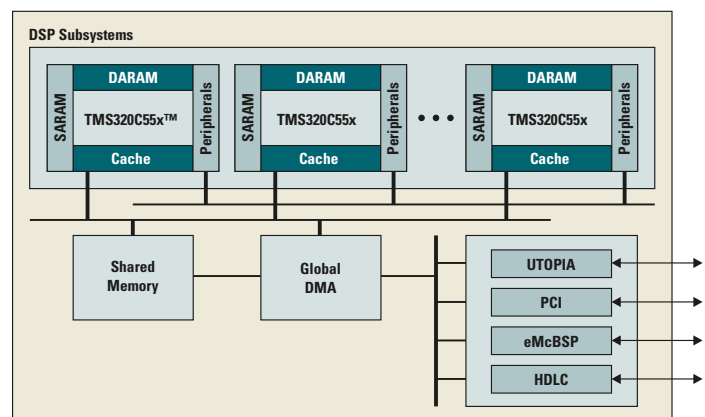 DSP Subsystems
DARAM
SARAM
TMS320C55x™
Peripherals
Cache
DARAM
SARAM
TMS320C55x
Peripherals
Cache
• • •
DARAM
SARAM
TMS320C55x
Peripherals
Cache
Shared
Memory
Global
DMA
UTOPIA
PCI
eMcBSP
HDLC